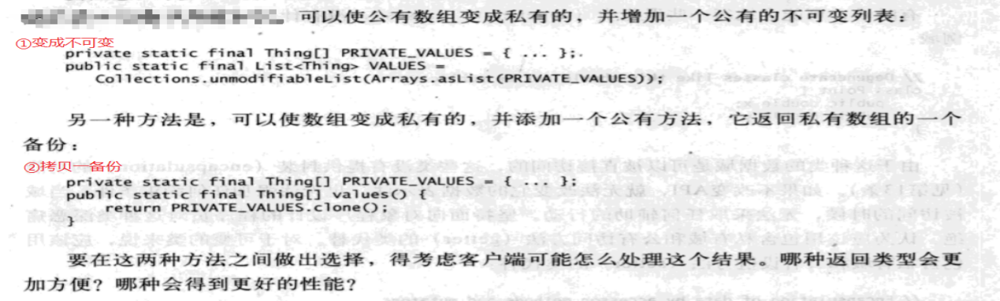 可以使公有数组变成私有的，并增加一个公有的不可变列表：
①变成不可变
private static final Thing[] PRIVATE_VALUES = { ... };
public static final List<Thing> VALUES =
Collections.unmodifiableList(Arrays.asList(PRIVATE_VALUES));
另一种方法是，可以使数组变成私有的，并添加一个公有方法，它返回私有数组的一个
备份：
②拷贝一备份
private static final Thing[] PRIVATE_VALUES = { ... };
public static final Thing[] values() {
return PRIVATE_VALUES.clone();
}
要在这两种方法之间做出选择，得考虑客户端可能怎么处理这个结果。哪种返回类型会更
加方便？哪种会得到更好的性能？